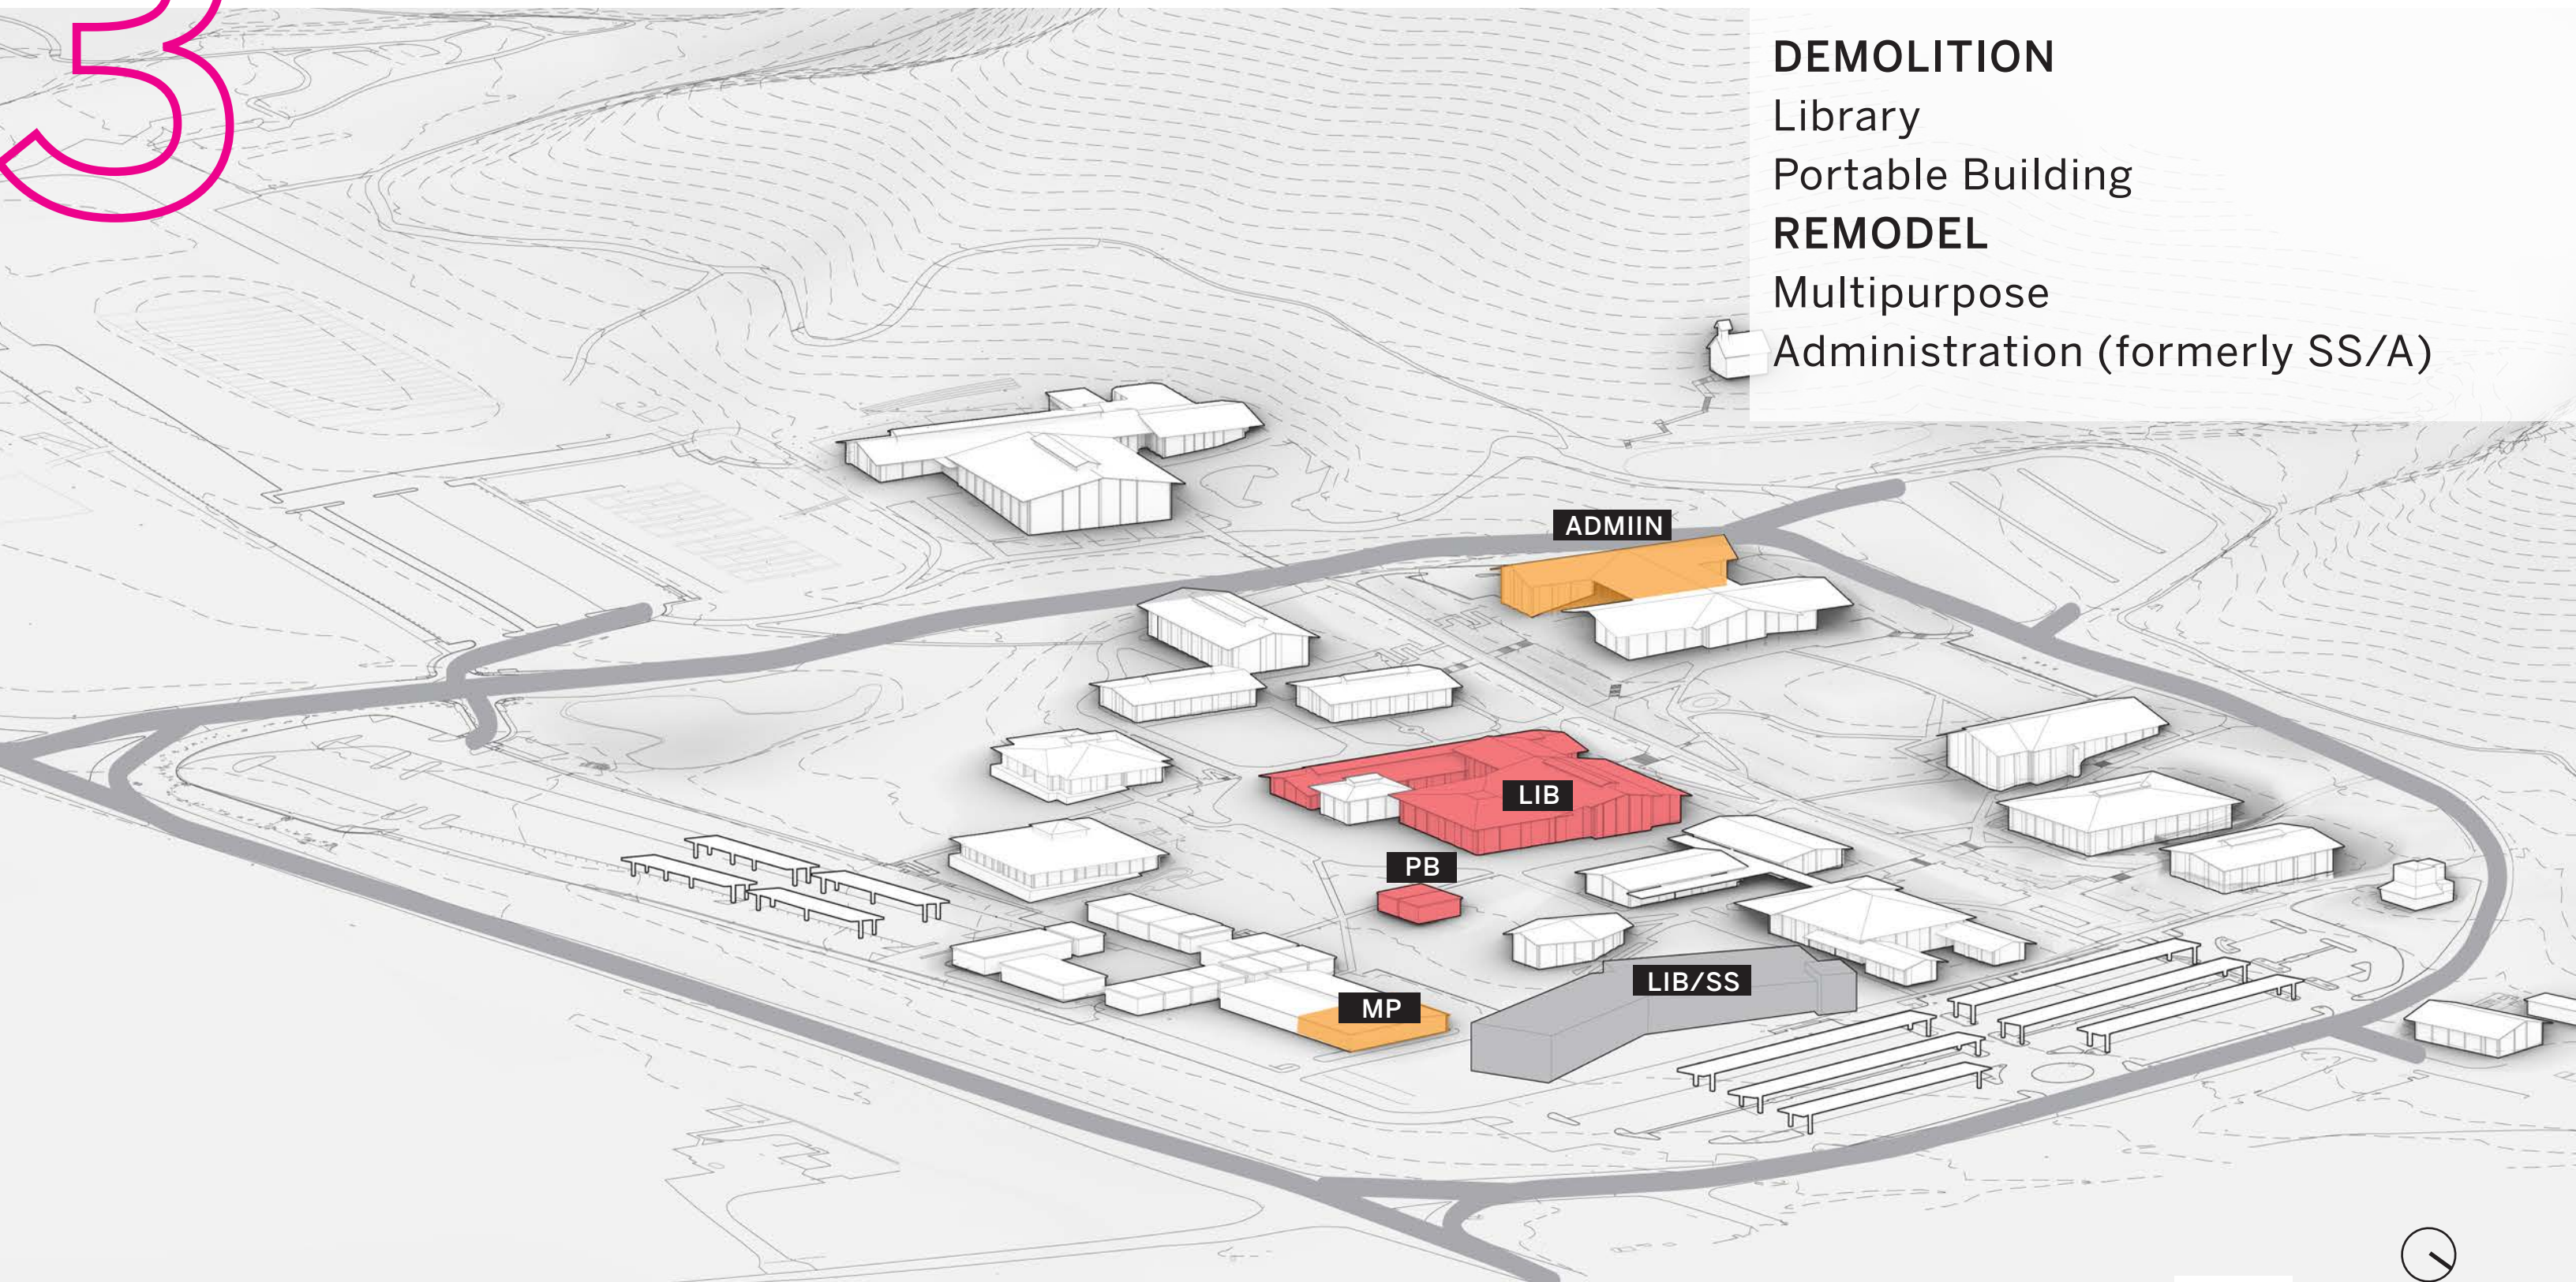 3
DEMOLITION
Library
Portable Building
REMODEL
Multipurpose
Administration (formerly SS/A)
ADMIIN
LIB
PB
LIB/SS
MP